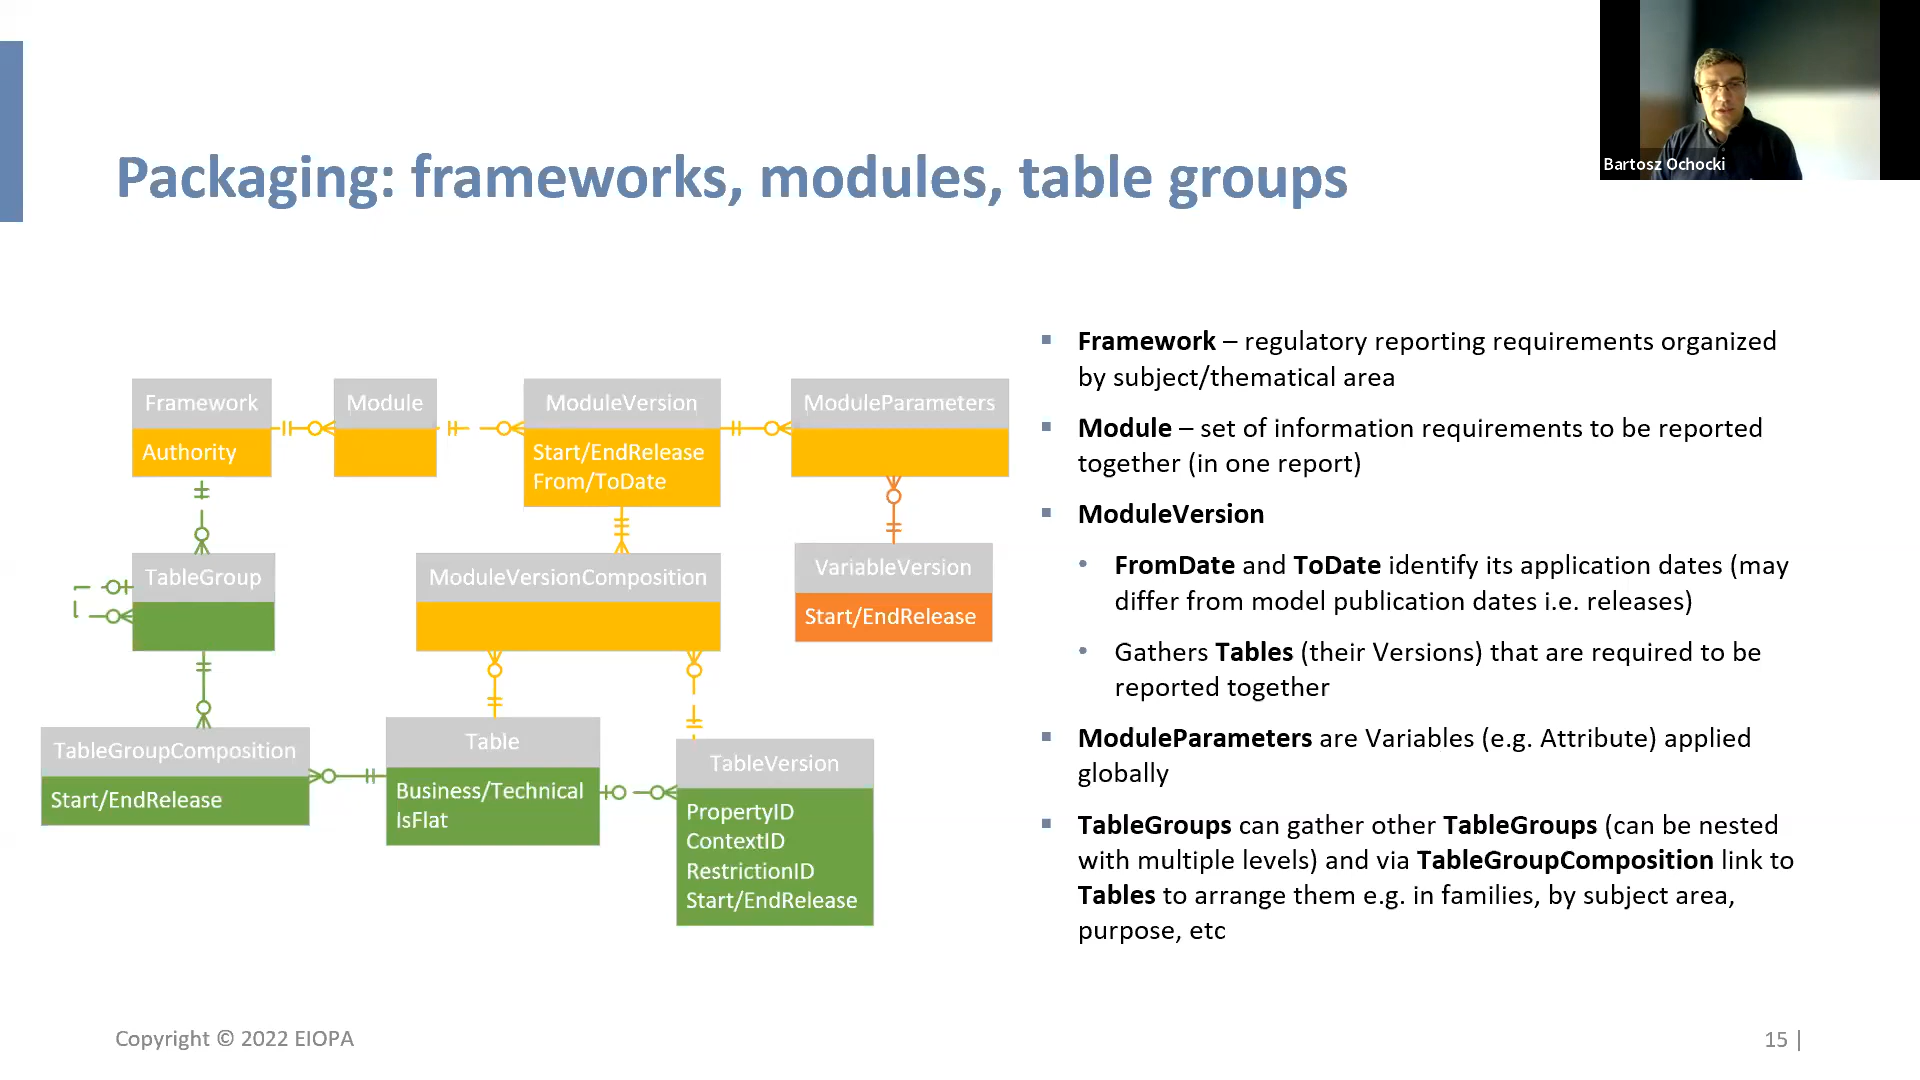 Bartosz Ochocki
Packaging: frameworks, modules, table groups
Framework
Authority
Module
ModuleVersion
Start/EndRelease
From/ToDate
ModuleParameters
TableGroup
ModuleVersionComposition
VariableVersion
Start/EndRelease
TableGroupComposition
Start/EndRelease
Table
Business/Technical
IsFlat
TableVersion
PropertyID
ContextID
RestrictionID
Start/EndRelease
▪ Framework – regulatory reporting requirements organized
by subject/thematical area
▪ Module – set of information requirements to be reported
together (in one report)
▪ ModuleVersion
• FromDate and ToDate identify its application dates (may
differ from model publication dates i.e. releases)
• Gathers Tables (their Versions) that are required to be
reported together
▪ ModuleParameters are Variables (e.g. Attribute) applied
globally
▪ TableGroups can gather other TableGroups (can be nested
with multiple levels) and via TableGroupComposition link to
Tables to arrange them e.g. in families, by subject area,
purpose, etc
Copyright © 2022 EIOPA
15 |